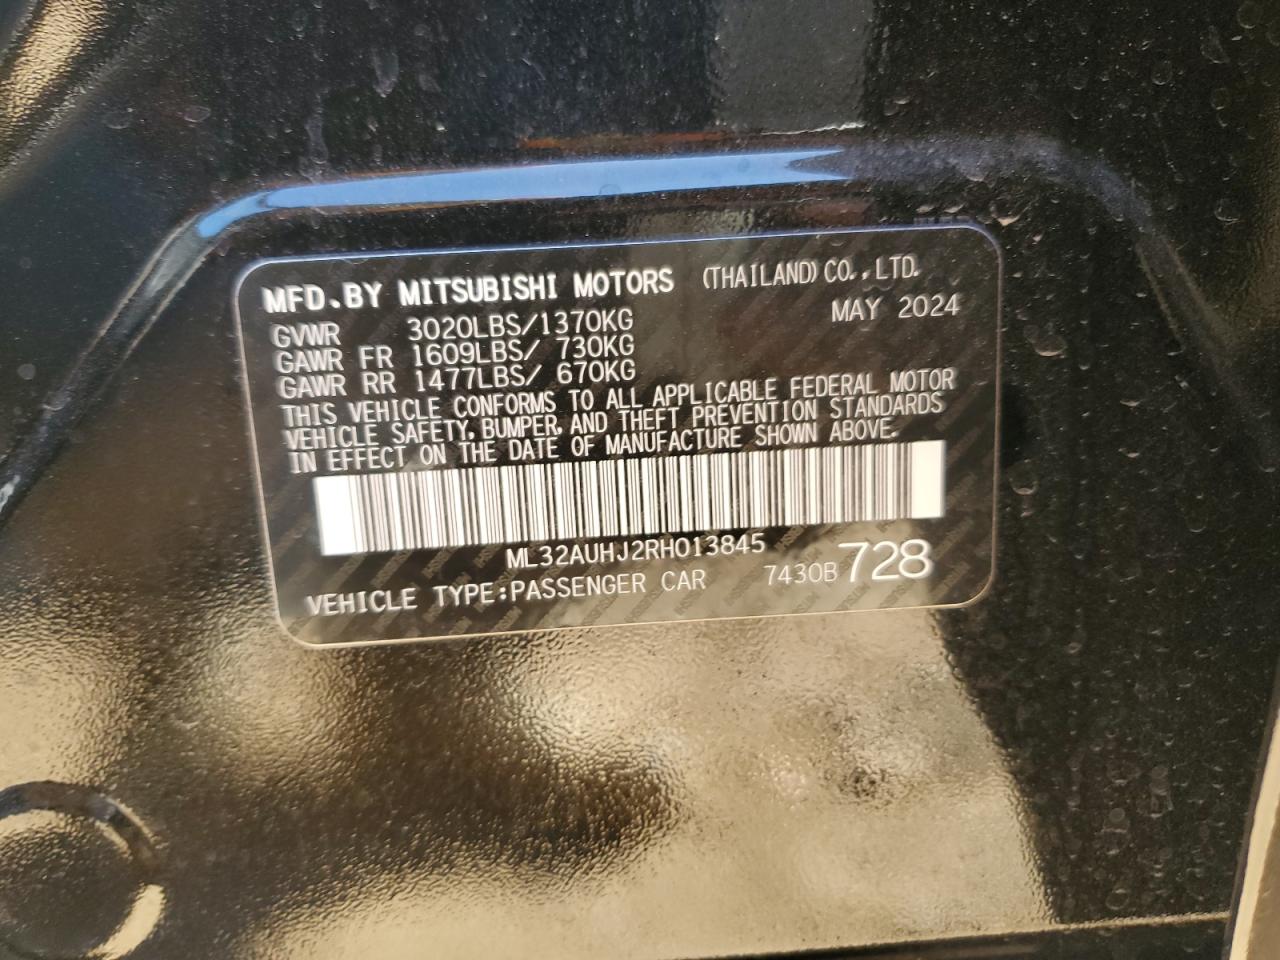 MFD.BY MITSUBISHI MOTORS (THAILAND) CO.,LTD.
MAY 2024
GVWR 3020LBS/1370KG
GAWR FR 1609LBS/ 730KG
GAWR RR 1477LBS/ 670KG
THIS VEHICLE CONFORMS TO ALL APPLICABLE FEDERAL MOTOR
VEHICLE SAFETY, BUMPER, AND THEFT PREVENTION STANDARDS
IN EFFECT ON THE DATE OF MANUFACTURE SHOWN ABOVE.
ML32AUHJ2RH013845
VEHICLE TYPE:PASSENGER CAR 7430B 728